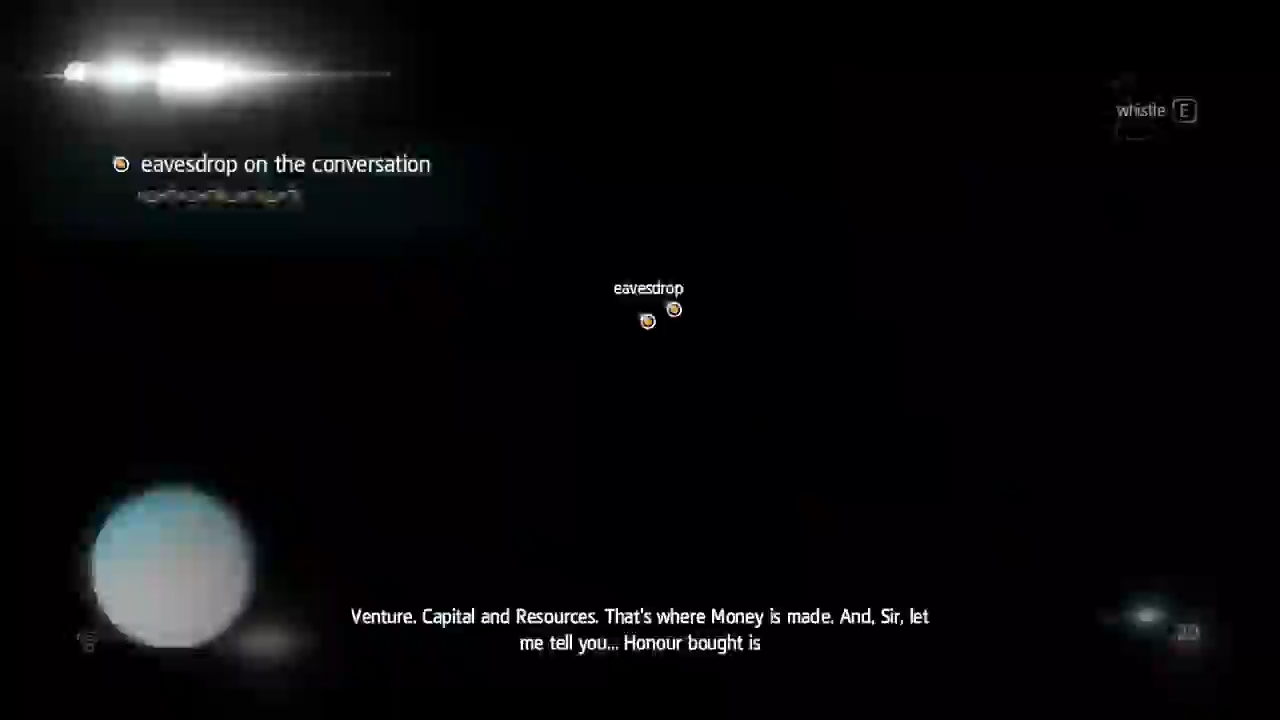 whistle E
eavesdrop on the conversation
eavesdrop
Venture. Capital and Resources. That's where Money is made. And, Sir, let
me tell you... Honour bought is